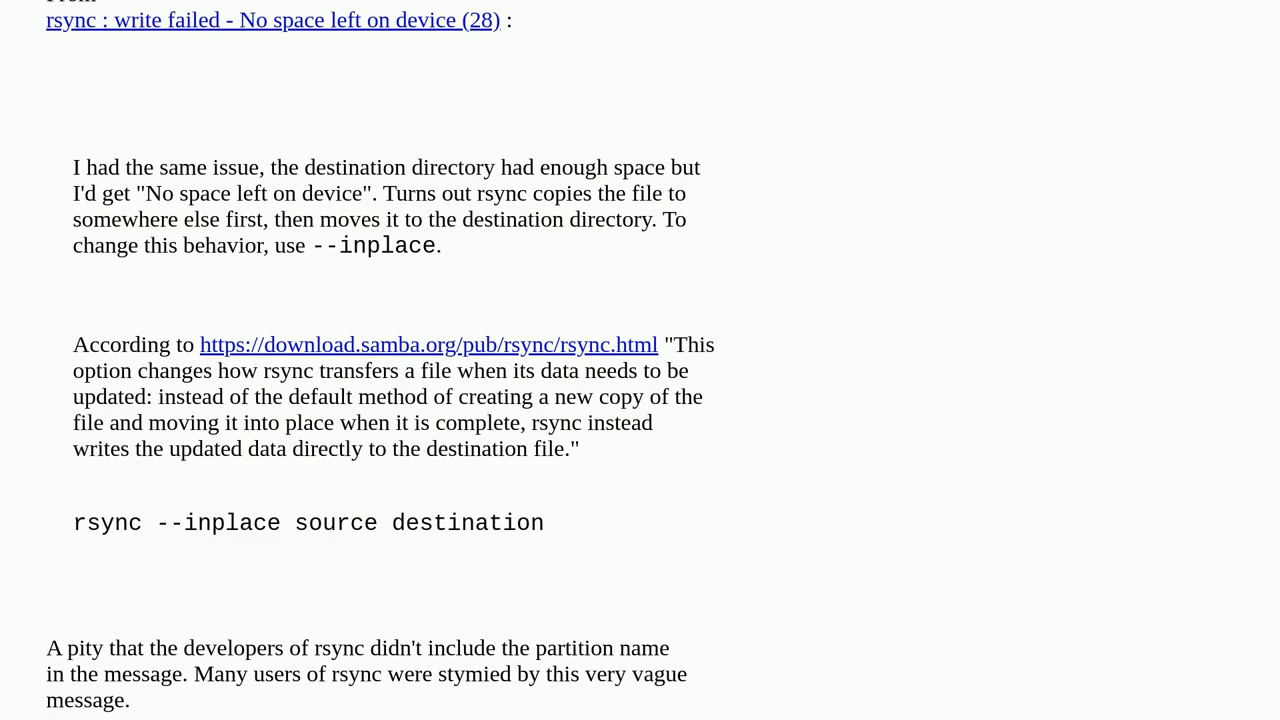 rsync : write failed - No space left on device (28) :
I had the same issue, the destination directory had enough space but
I'd get "No space left on device". Turns out rsync copies the file to
somewhere else first, then moves it to the destination directory. To
change this behavior, use --inplace.
According to https://download.samba.org/pub/rsync/rsync.html "This
option changes how rsync transfers a file when its data needs to be
updated: instead of the default method of creating a new copy of the
file and moving it into place when it is complete, rsync instead
writes the updated data directly to the destination file."
rsync --inplace source destination
A pity that the developers of rsync didn't include the partition name
in the message. Many users of rsync were stymied by this very vague
message.